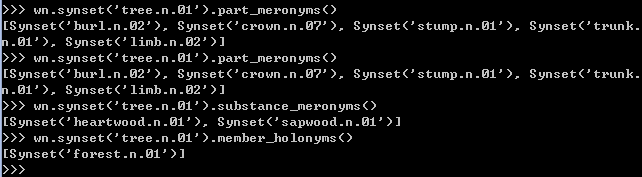 >>> wn.synset('tree.n.01').part_meronyms()
[Synset('burl.n.02'), Synset('crown.n.07'), Synset('stump.n.01'), Synset('trunk.
n.01'), Synset('limb.n.02')]
>>> wn.synset('tree.n.01').part_meronyms()
[Synset('burl.n.02'), Synset('crown.n.07'), Synset('stump.n.01'), Synset('trunk.
n.01'), Synset('limb.n.02')]
>>> wn.synset('tree.n.01').substance_meronyms()
[Synset('heartwood.n.01'), Synset('sapwood.n.01')]
>>> wn.synset('tree.n.01').member_holonyms()
[Synset('forest.n.01')]
>>>